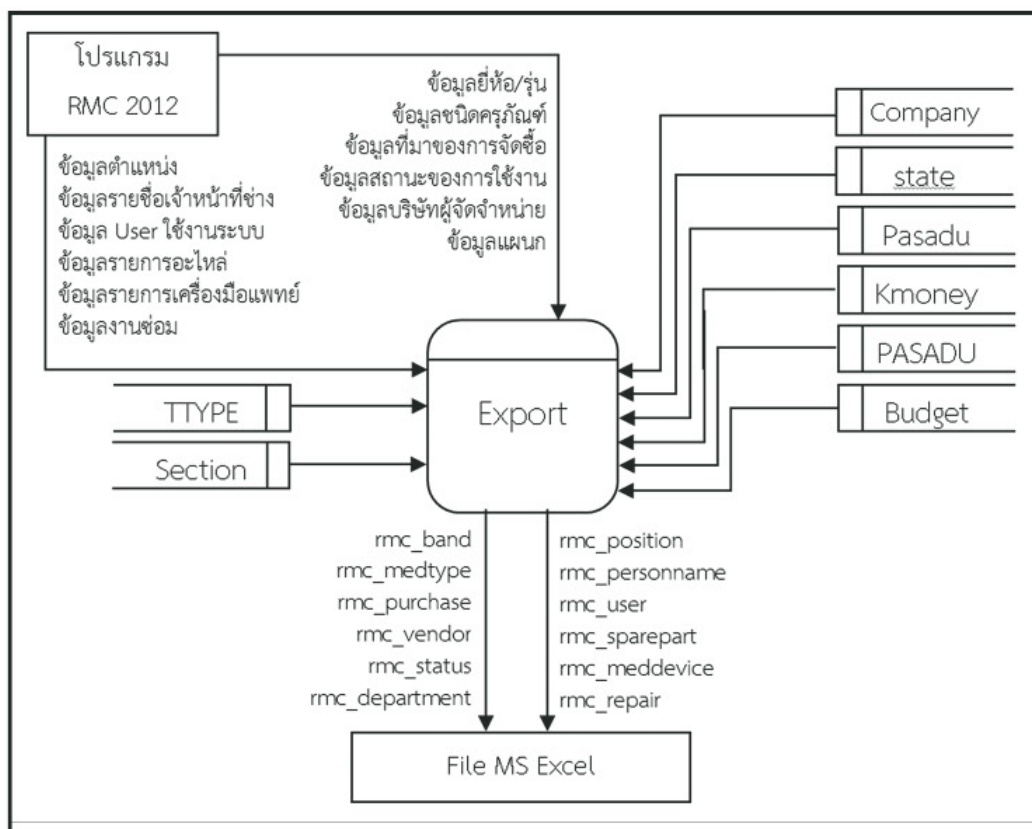 โปรแกรม
RMC 2012
ข้อมูลยี่ห้อ/รุ่น
ข้อมูลชนิดครุภัณฑ์
ข้อมูลที่มาของการจัดซื้อ
ข้อมูลสถานะของการใช้งาน
ข้อมูลบริษัทผู้จัดจำหน่าย
ข้อมูลแผนก
ข้อมูลตำแหน่ง
ข้อมูลรายชื่อเจ้าหน้าที่ช่าง
ข้อมูล User ใช้งานระบบ
ข้อมูลรายการอะไหล่
ข้อมูลรายการเครื่องมือแพทย์
ข้อมูลงานซ่อม
Company
state
Pasadu
Kmoney
PASADU
Budget
TTYPE
Section
Export
rmc_band
rmc_medtype
rmc_purchase
rmc_vendor
rmc_status
rmc_department
rmc_position
rmc_personname
rmc_user
rmc_sparepart
rmc_meddevice
rmc_repair
File MS Excel